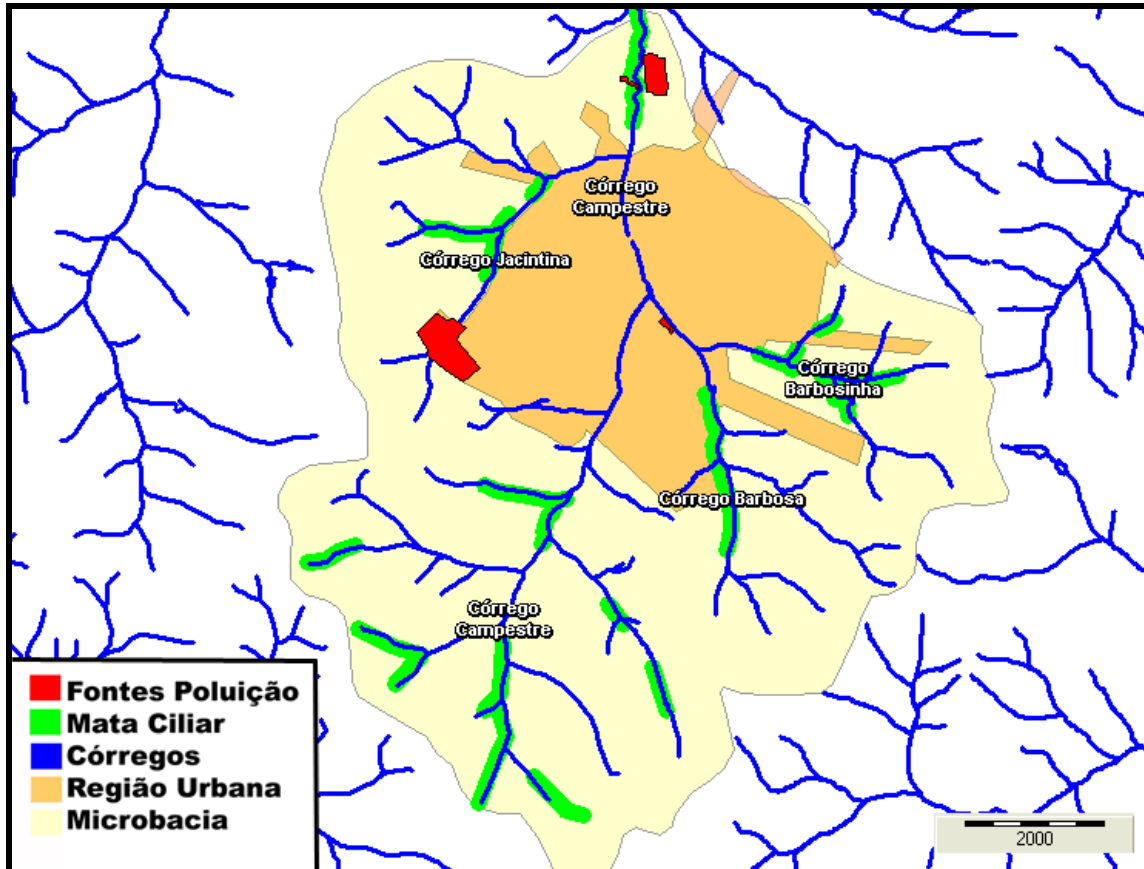 Córrego
Campestre
Córrego Jacintina
Córrego
Barbosinha
Córrego Barbosa
Córrego
Campestre
Fontes Poluição
Mata Ciliar
Córregos
Região Urbana
Microbacia
2000